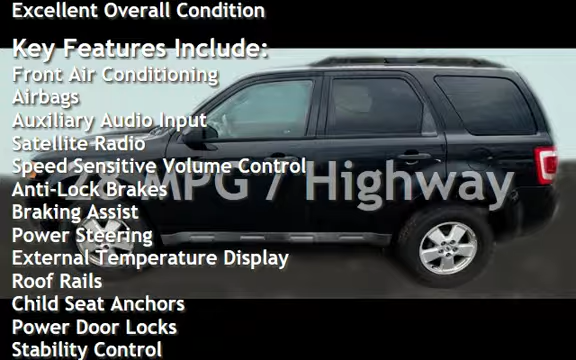 Excellent Overall Condition
Key Features Include:
Front Air Conditioning
Airbags
Auxiliary Audio Input
Satellite Radio
Speed Sensitive Volume Control
MPG / Highway
Anti-Lock Brakes
Braking Assist
Power Steering
External Temperature Display
Roof Rails
Child Seat Anchors
Power Door Locks
Stability Control